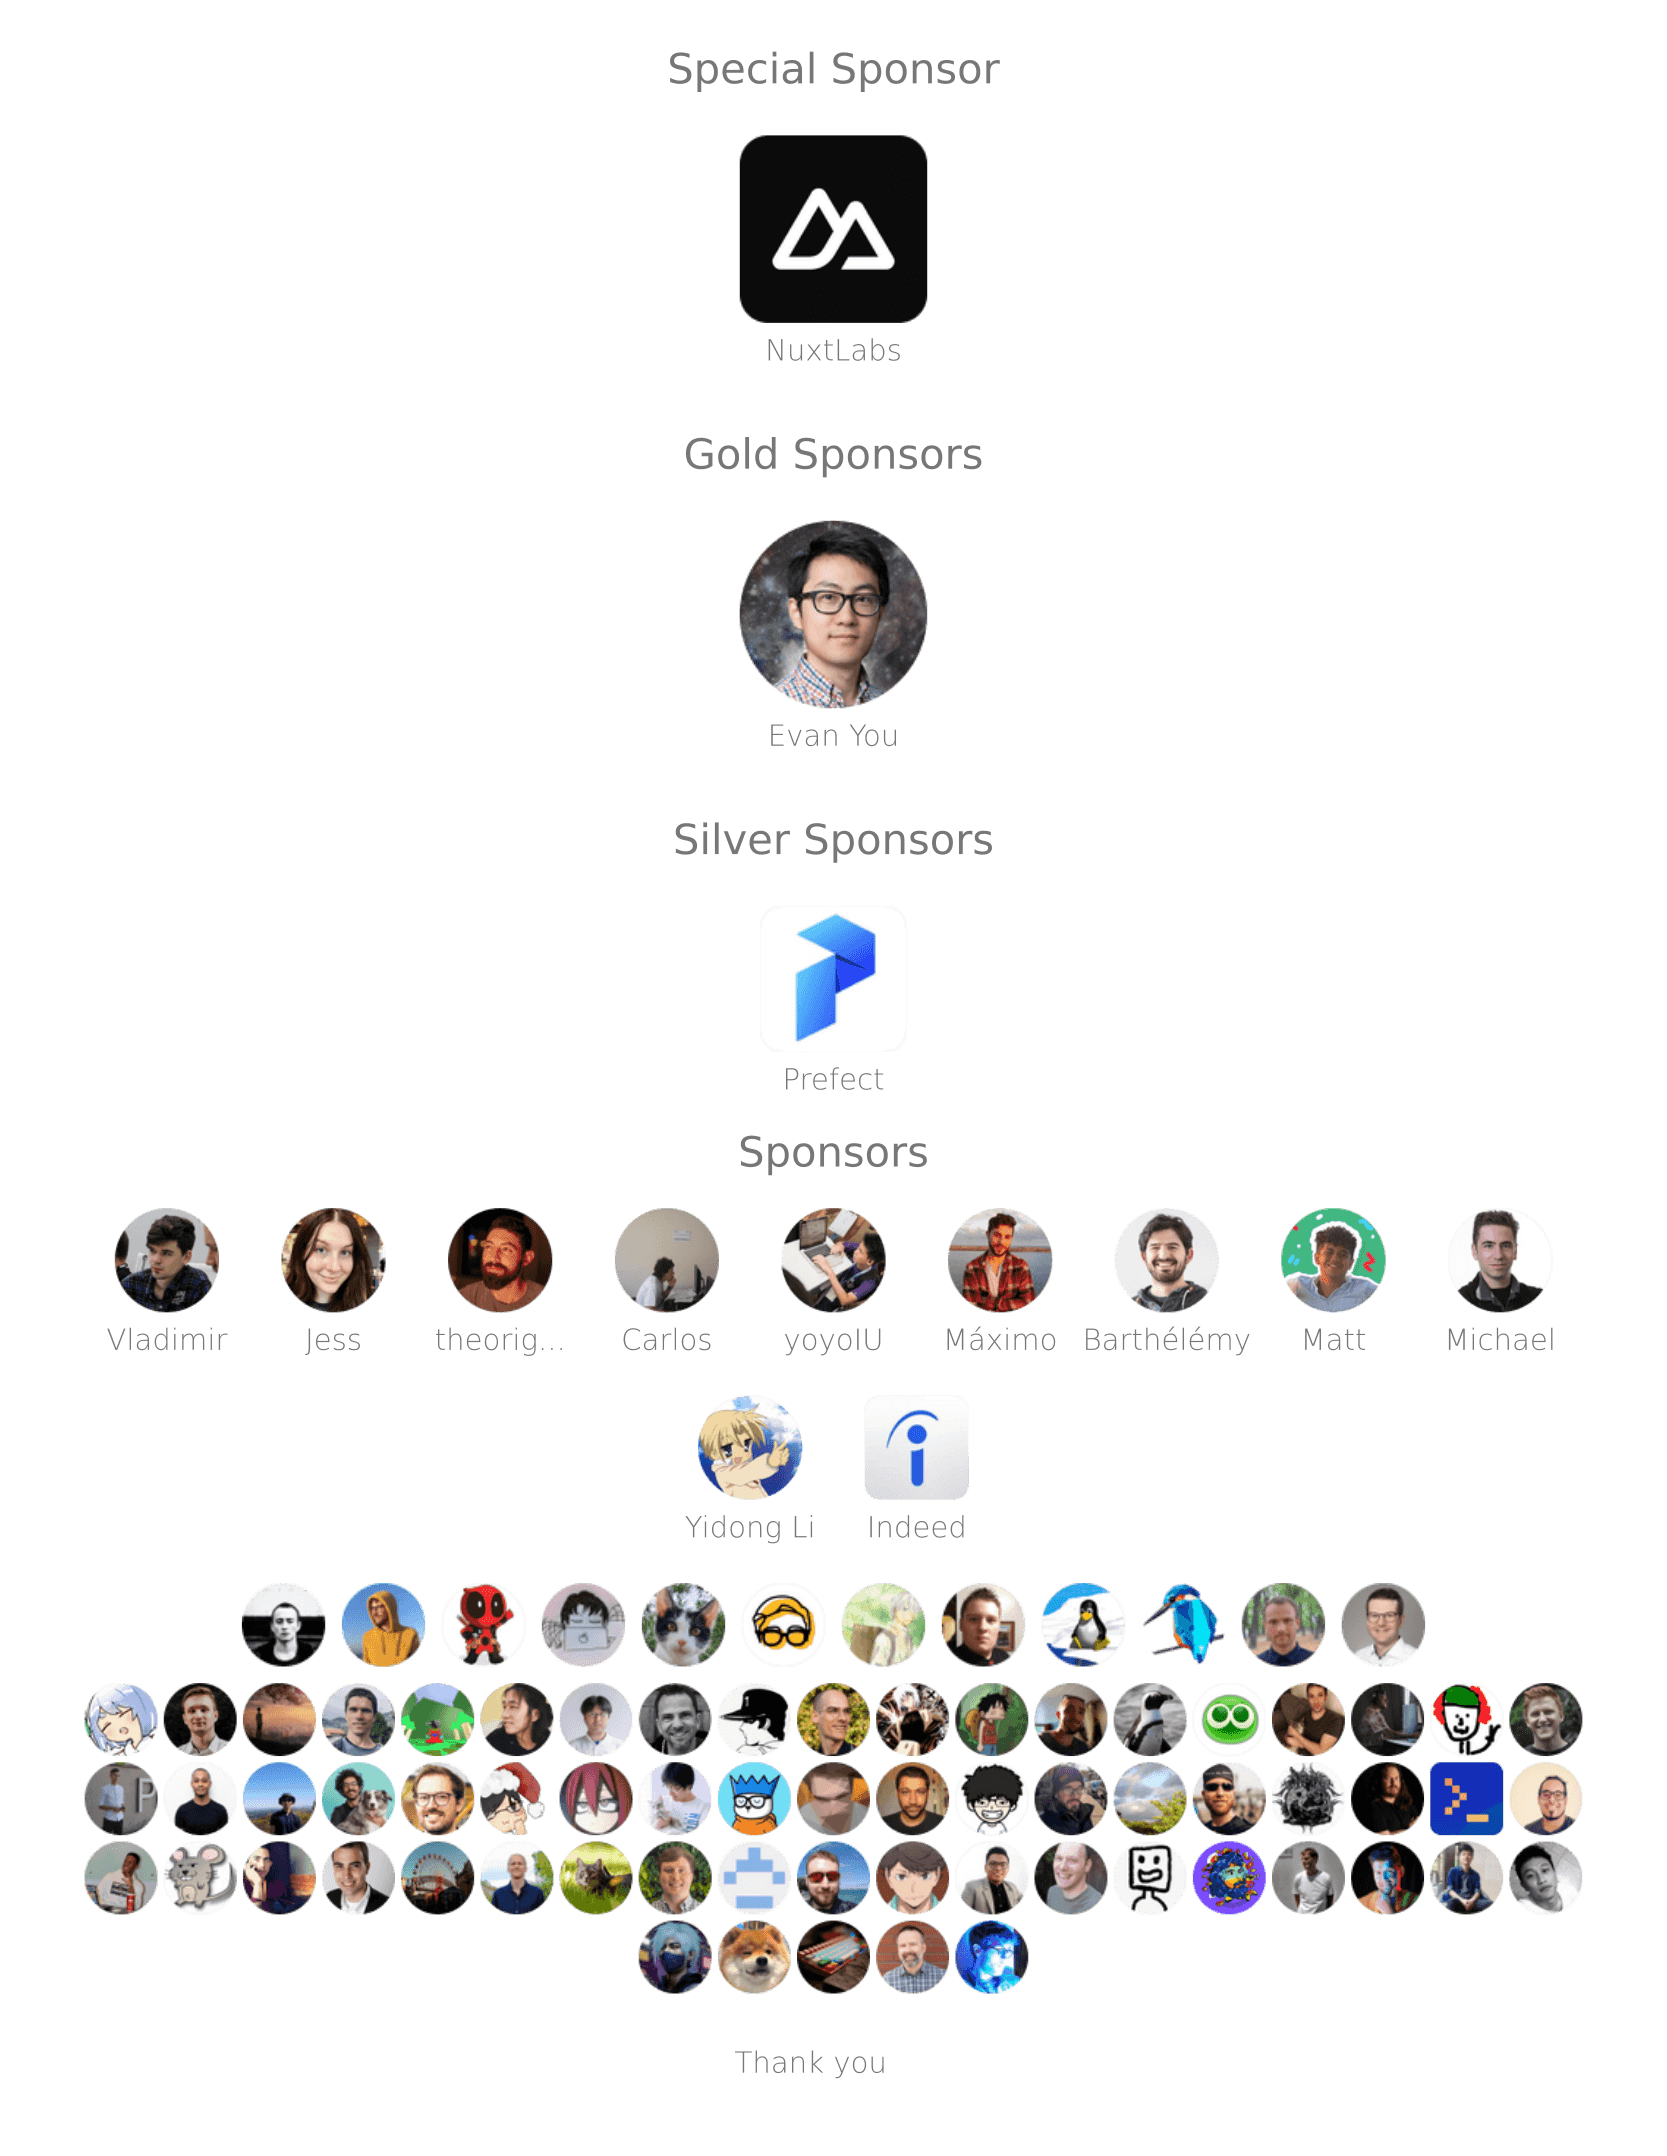 Special Sponsor
NuxtLabs
Gold Sponsors
Evan You
Silver Sponsors
Prefect
Sponsors
Vladimir Jess theorig... Carlos yoyoIU Máximo Barthélémy Matt Michael
Yidong Li Indeed
Thank you